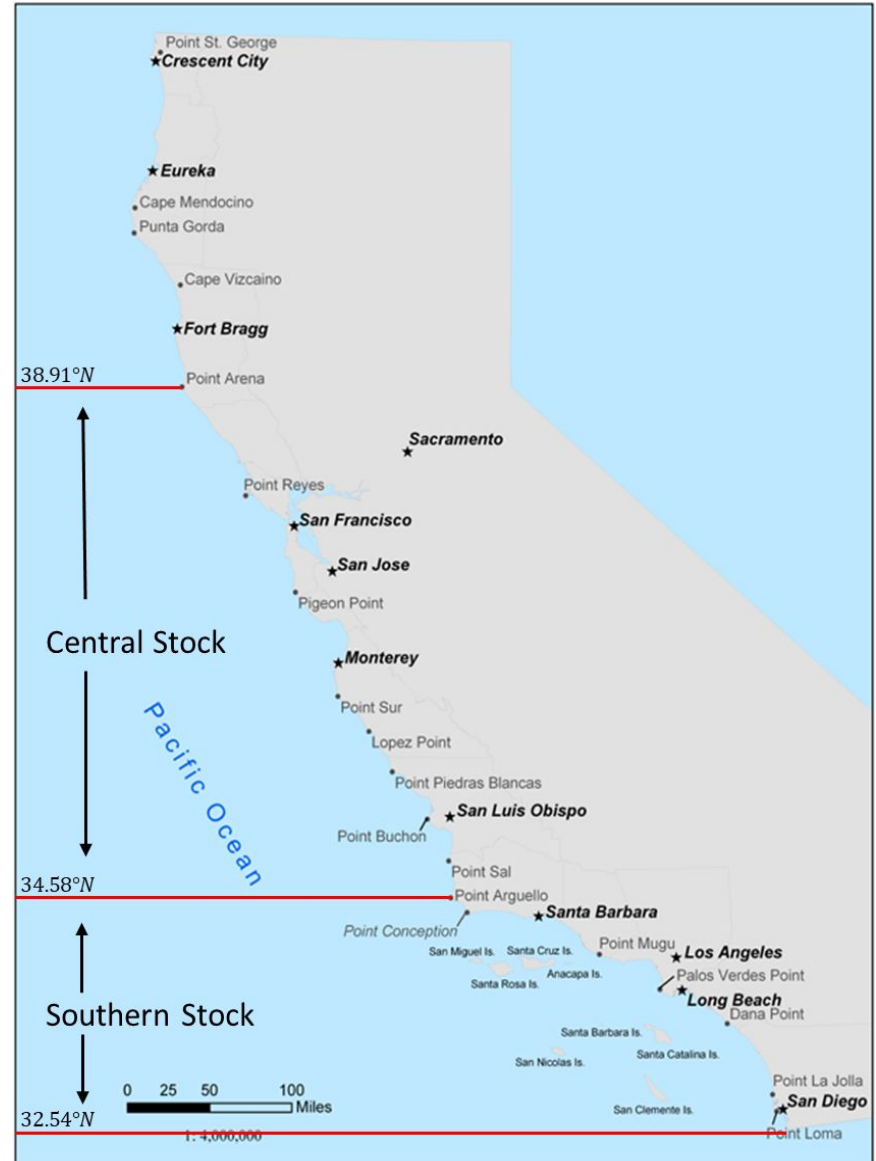 Point St. George
Crescent City
Eureka
Cape Mendocino
Punta Gorda
Cape Vizcaino
Fort Bragg
38.91°N
Point Arena
Sacramento
Point Reyes
San Francisco
San Jose
Pigeon Point
Central Stock
Monterey
Point Sur
Pacific Ocean
Lopez Point
Point Piedras Blancas
San Luis Obispo
Point Buchon
Point Sal
34.58°N
Point Arguello
Santa Barbara
Point Conception
San Miguel Is.
Santa Cruz Is.
Point Mugu
Los Angeles
Anacapa Is.
Palos Verdes Point
Santa Rosa Is.
Long Beach
Southern Stock
Dana Point
Santa Barbara Is.
San Nicolas Is.
Santa Catalina Is.
Point La Jolla
0 25 50 100
Miles
San Diego
San Clemente Is.
32.54°N
1: 4,000,000
Point Loma